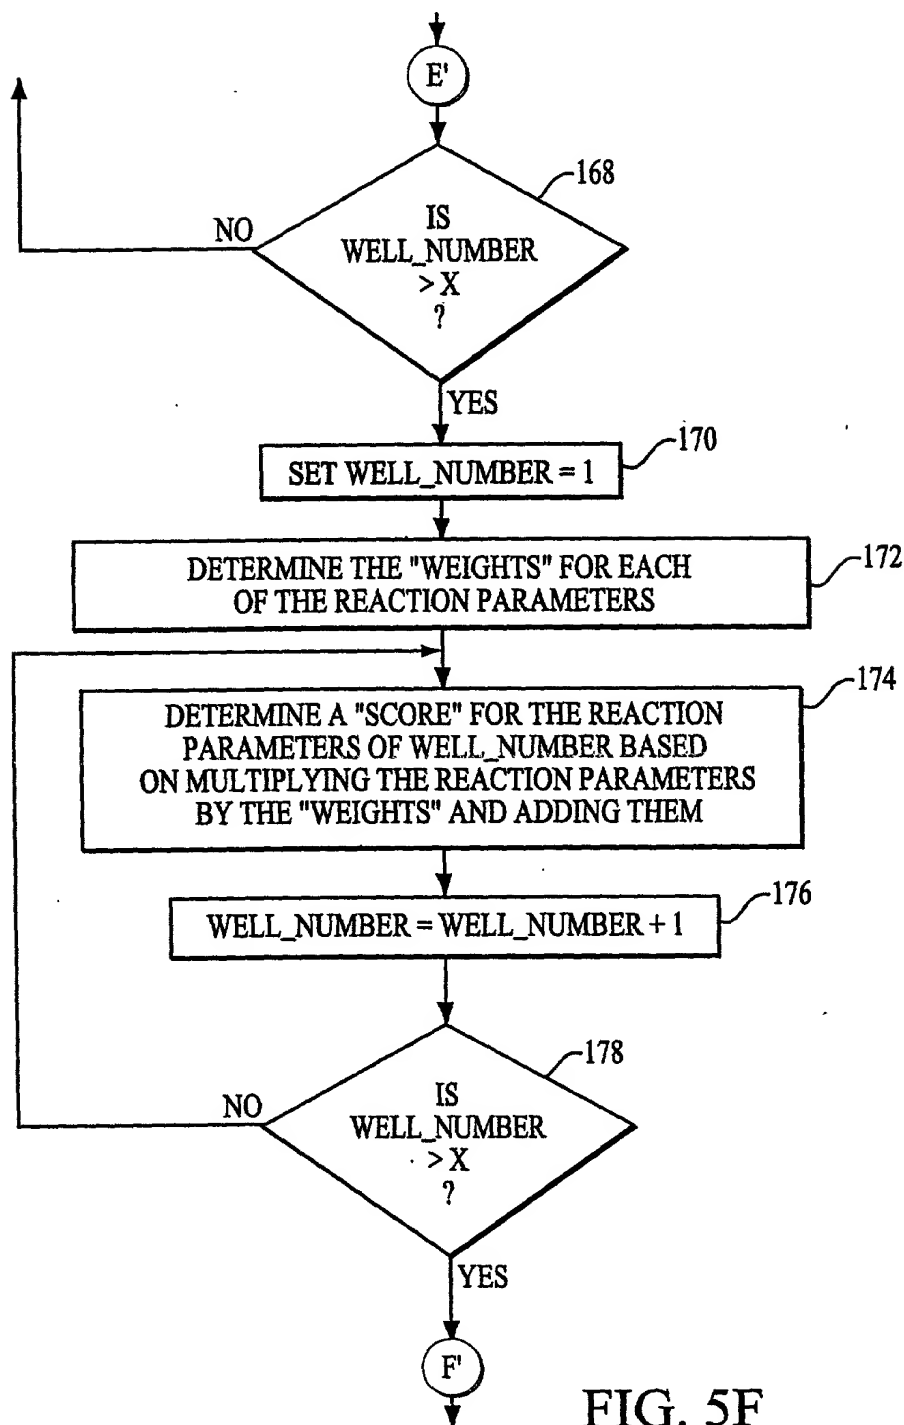 E'
168
IS
NO
WELL_NUMBER
> X
?
YES
170
SET WELL_NUMBER = 1
172
DETERMINE THE "WEIGHTS" FOR EACH
OF THE REACTION PARAMETERS
174
DETERMINE A "SCORE" FOR THE REACTION
PARAMETERS OF WELL_NUMBER BASED
ON MULTIPLYING THE REACTION PARAMETERS
BY THE "WEIGHTS" AND ADDING THEM
176
WELL_NUMBER = WELL_NUMBER + 1
178
IS
NO
WELL_NUMBER
> X
?
YES
F'
FIG. 5F